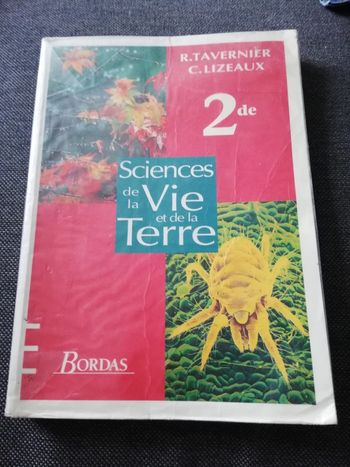 R.TAVERNIER
C.LIZEAUX
2de
Sciences
de la Vie
et de la
Terre
BORDAS